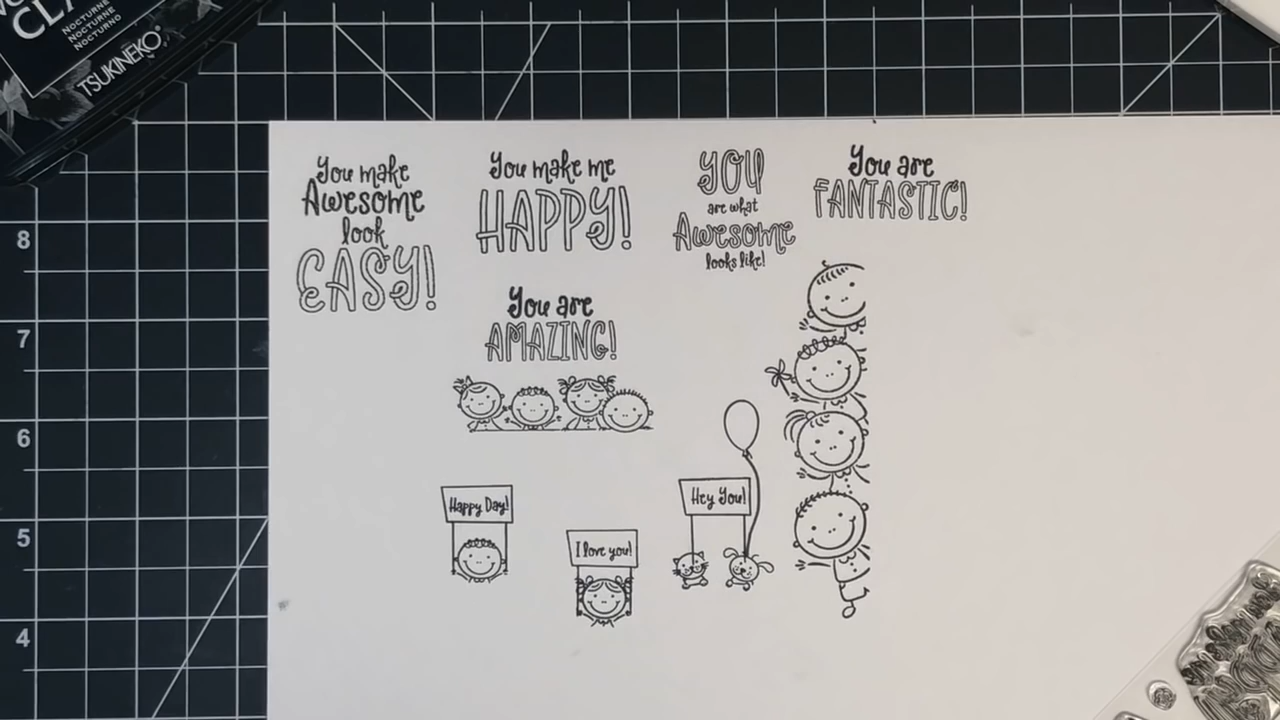 NOCTURNE
NOCTURNE
NOCTURNO
TSUKINEKO
You make
Awesome
look
EASY!
You make me
HAPPY!
YOU
are what
Awesome
looks like!
You are
FANTASTIC!
You are
AMAZING!
Happy Day!
I love you!
Hey You!
8
7
6
5
4